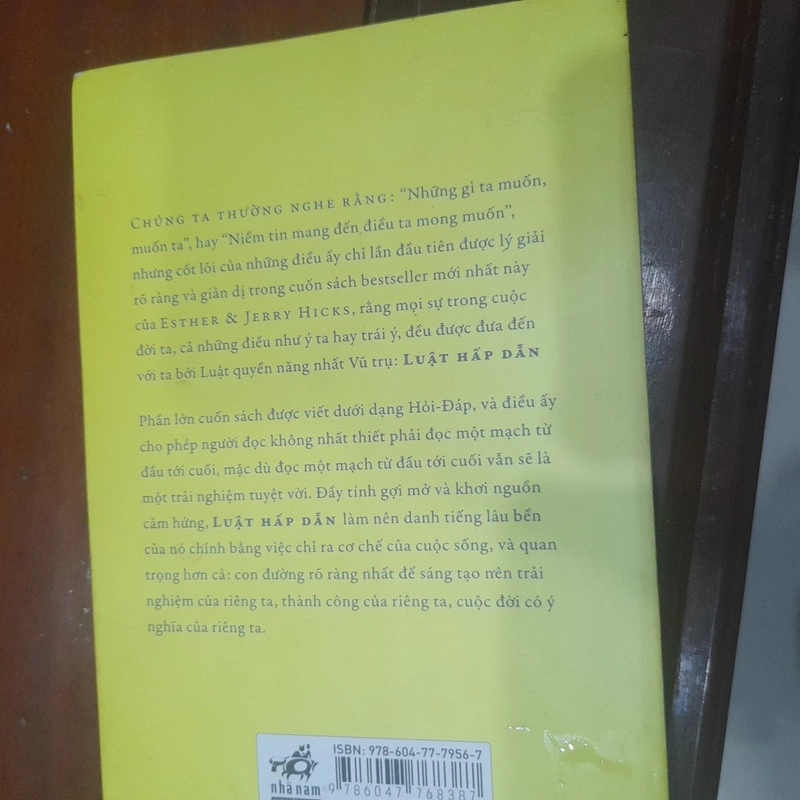 CHÚNG TA THƯỜNG NGHE RẰNG: “Những gì ta muốn,
muốn ta”, hay “Niềm tin mang đến điều ta mong muốn”,
nhưng cốt lõi của những điều ấy chỉ lần đầu tiên được lý giải
rõ ràng và giản dị trong cuốn sách bestseller mới nhất này
của ESTHER & JERRY HICKS, rằng mọi sự trong cuộc
đời ta, cả những điều như ý ta hay trái ý, đều được đưa đến
với ta bởi Luật quyền năng nhất Vũ trụ: LUẬT HẤP DẪN
Phần lớn cuốn sách được viết dưới dạng Hỏi-Đáp, và điều ấy
cho phép người đọc không nhất thiết phải đọc một mạch từ
đầu tới cuối, mặc dù đọc một mạch từ đầu tới cuối vẫn sẽ là
một trải nghiệm tuyệt vời. Đầy tính gợi mở và khơi nguồn
cảm hứng, LUẬT HẤP DẪN làm nên danh tiếng lâu bền
của nó chính bằng việc chỉ ra cơ chế của cuộc sống, và quan
trọng hơn cả: con đường rõ ràng nhất để sáng tạo nên trải
nghiệm của riêng ta, thành công của riêng ta, cuộc đời có ý
nghĩa của riêng ta.
ISBN: 978-604-77-7956-7
nhã nam
9 786047 768387